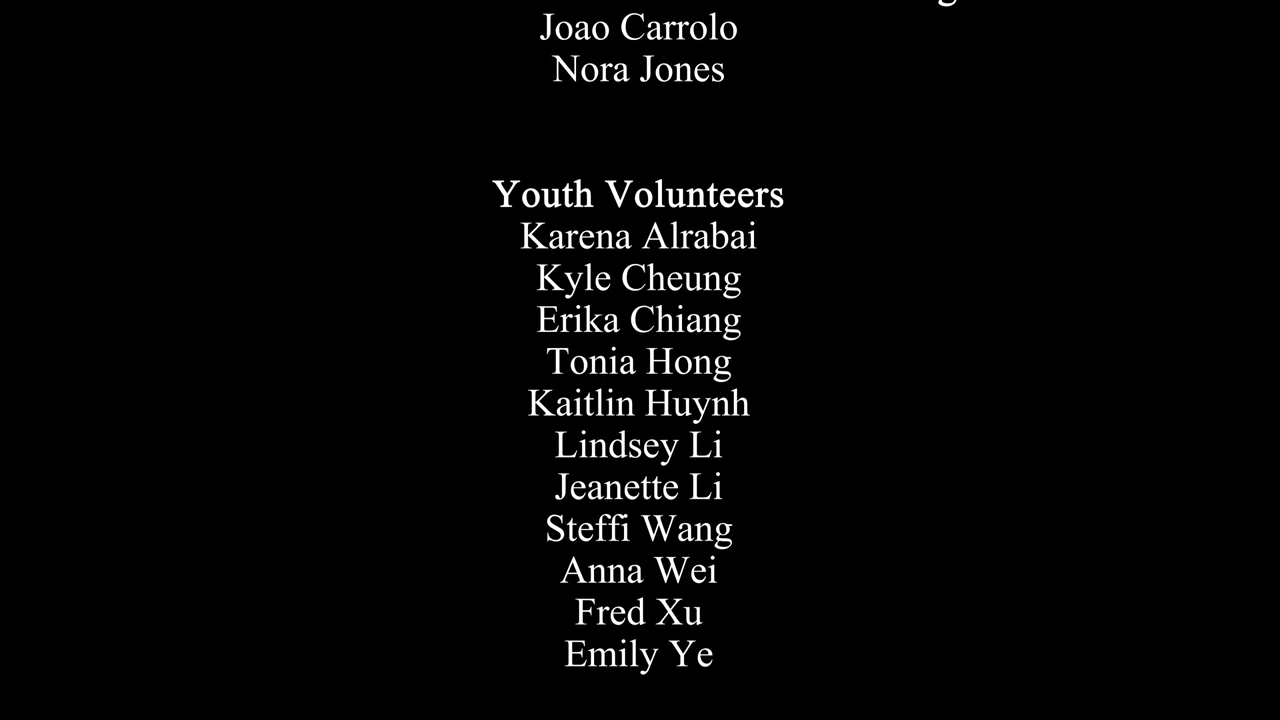 Joao Carrolo
Nora Jones
Youth Volunteers
Karena Alrabai
Kyle Cheung
Erika Chiang
Tonia Hong
Kaitlin Huynh
Lindsey Li
Jeanette Li
Steffi Wang
Anna Wei
Fred Xu
Emily Ye